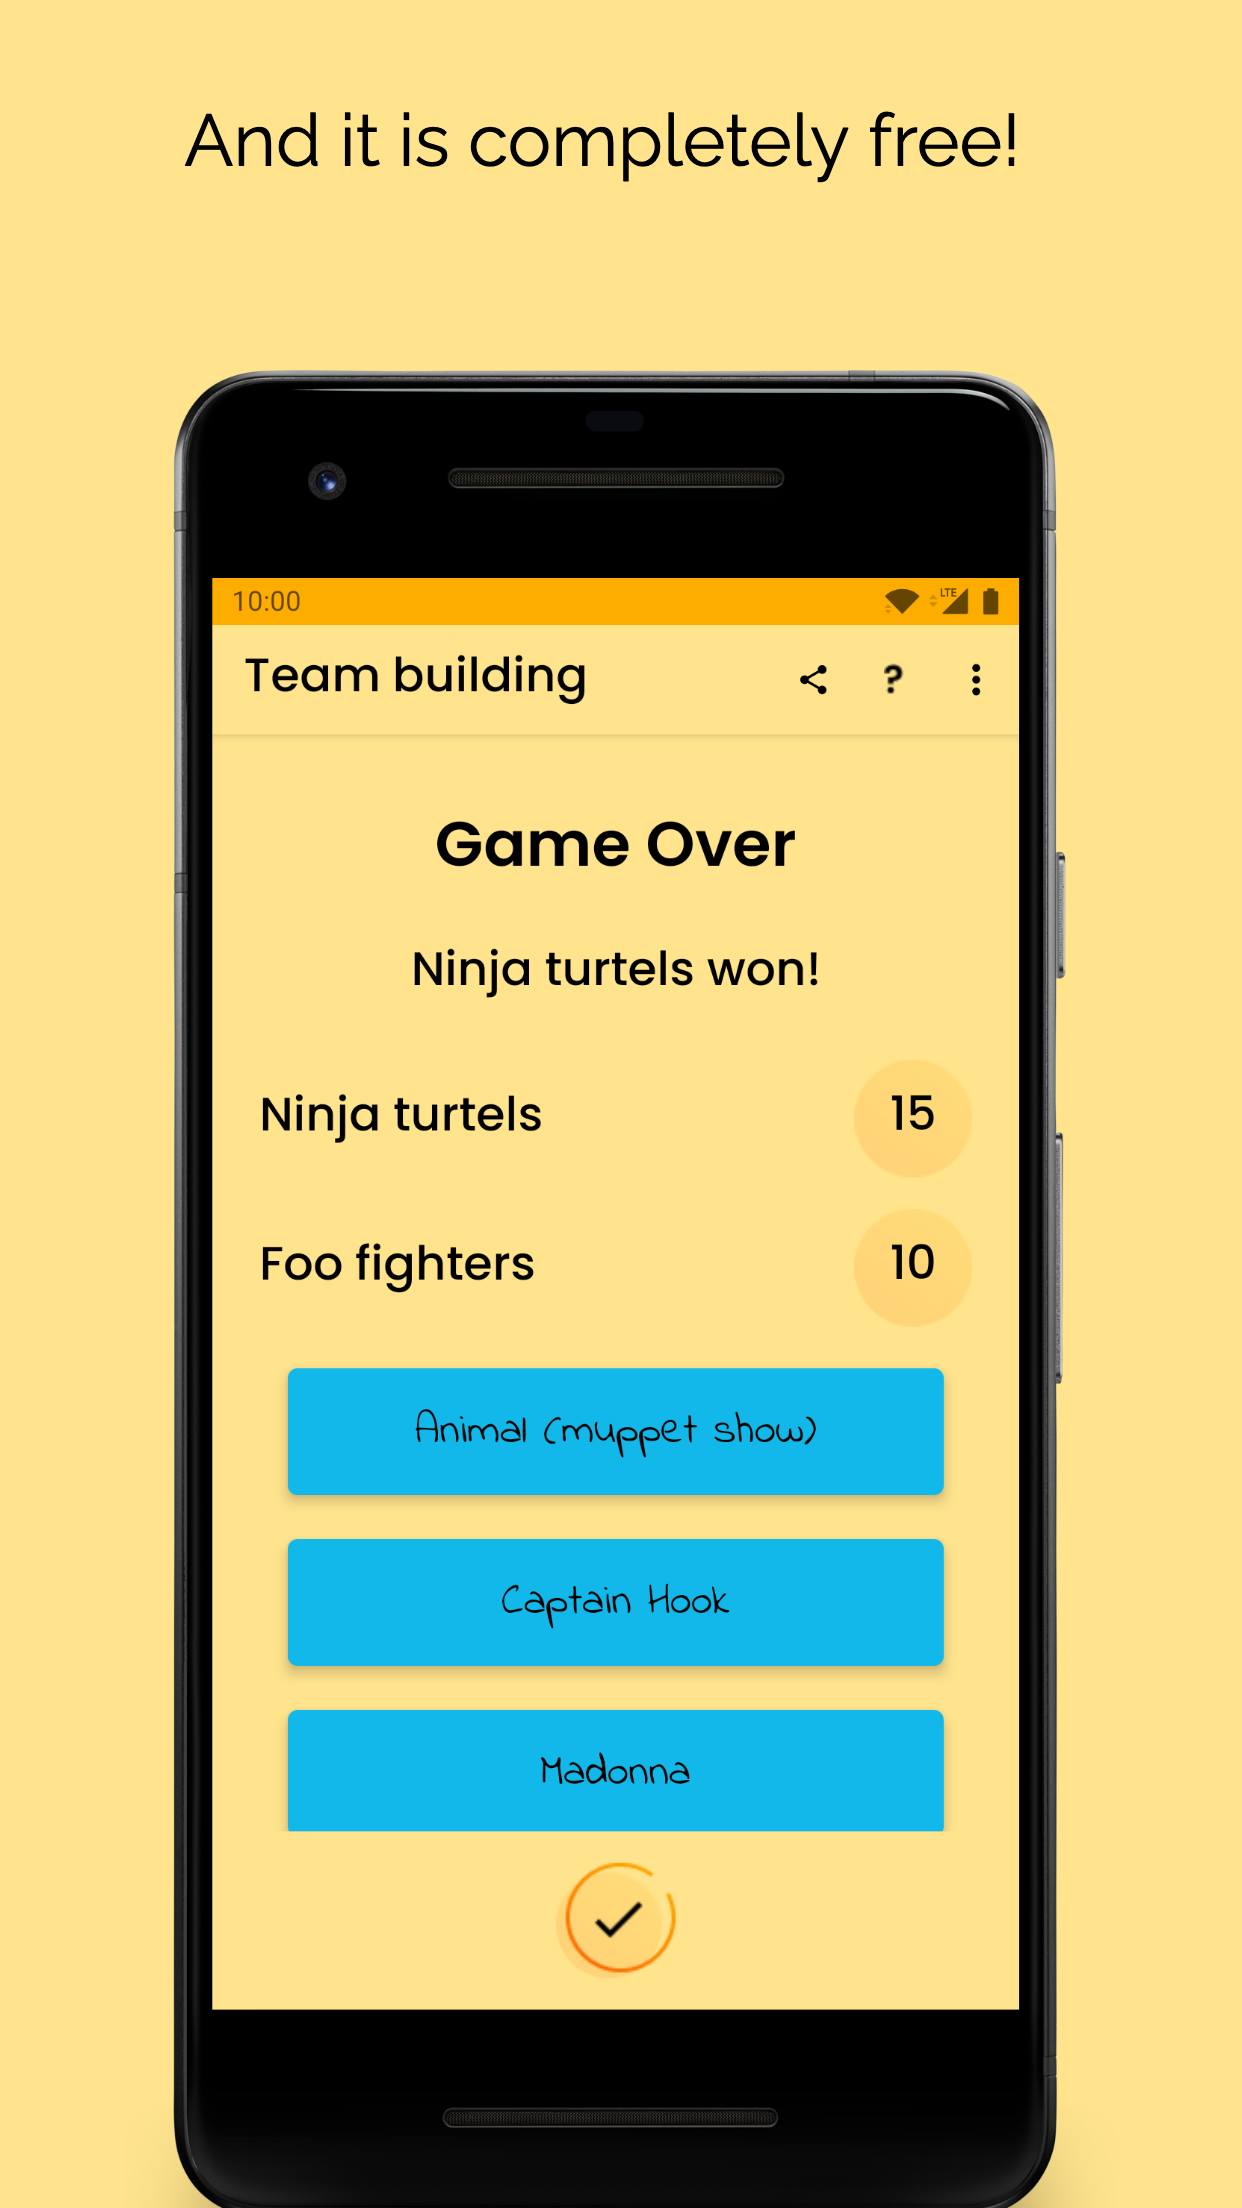 And it is completely free!
10:00
LTE
Team building
?
Game Over
Ninja turtels won!
Ninja turtels 15
Foo fighters 10
Animal (muppet show)
Captain Hook
Madonna